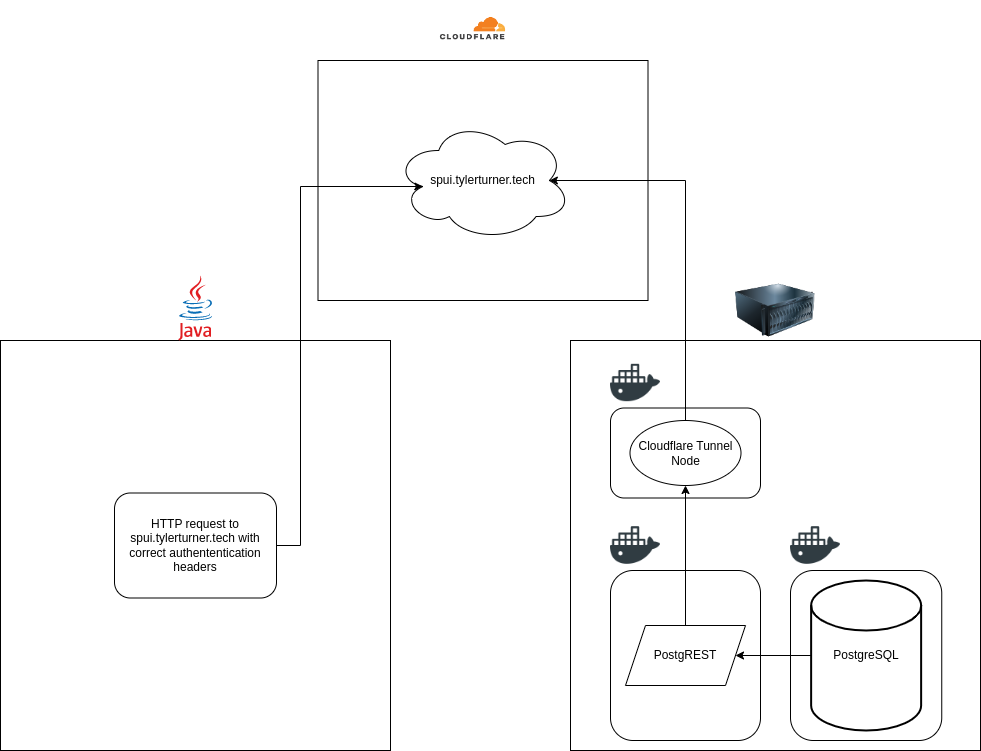 CLOUDFLARE
spui.tylerturner.tech
Java
Cloudflare Tunnel
Node
HTTP request to
spui.tylerturner.tech with
correct authententication
headers
PostgREST
PostgreSQL